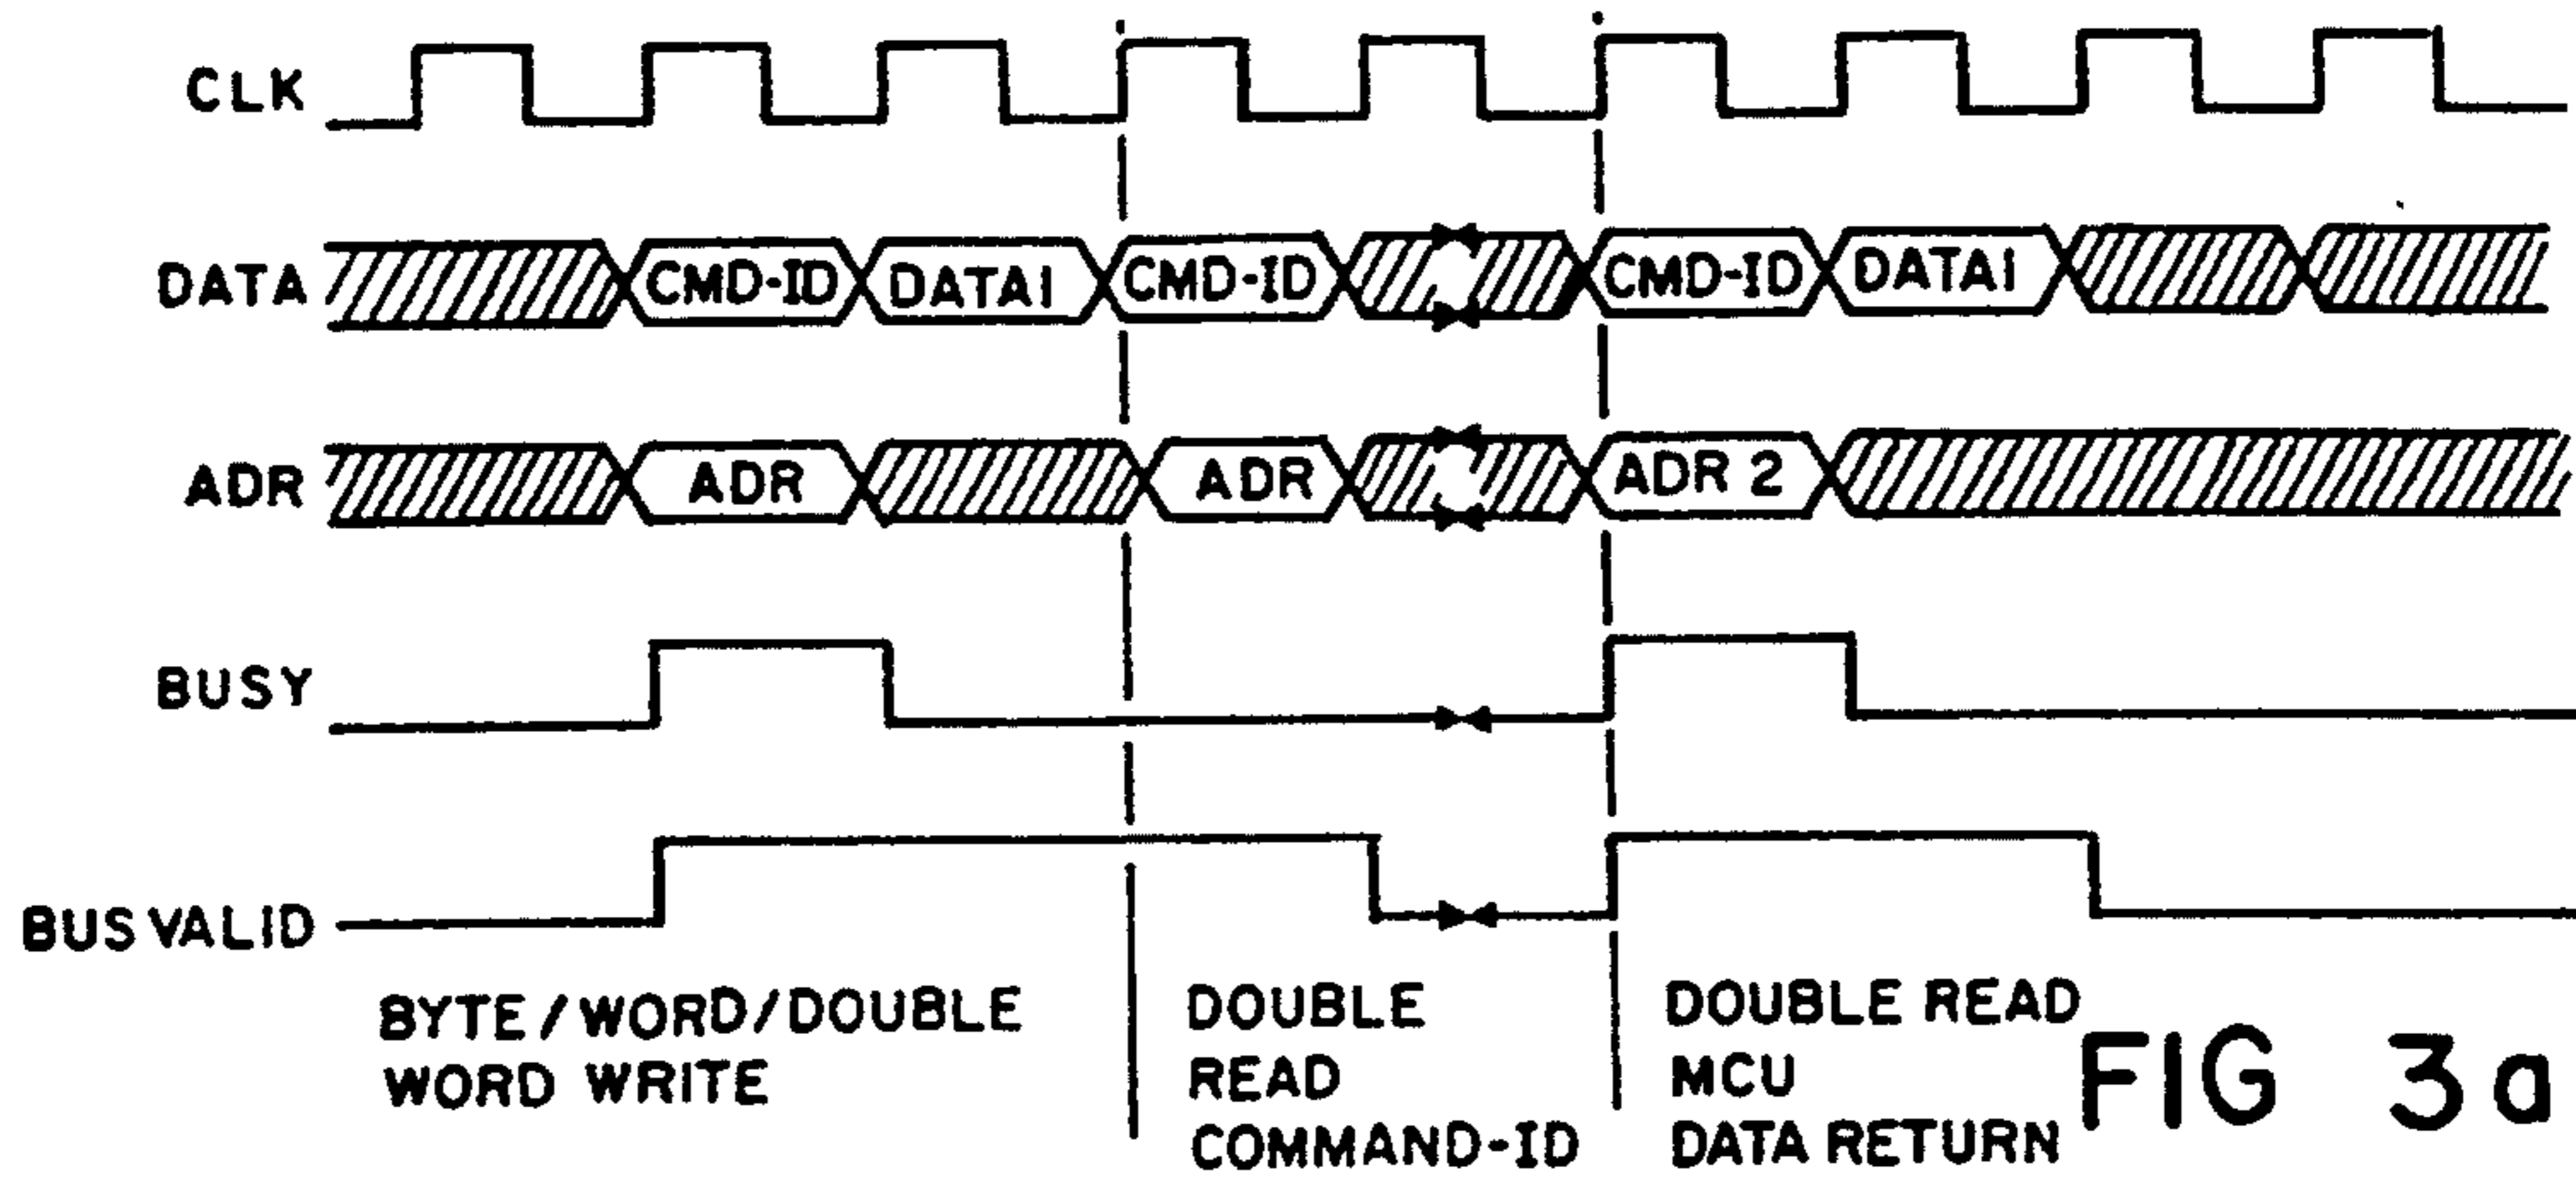 CLK
DATA CMD-ID DATA1 CMD-ID CMD-ID DATA1
ADR ADR ADR ADR 2
BUSY
BUS VALID
BYTE/WORD/DOUBLE
WORD WRITE
DOUBLE
READ
COMMAND-ID
DOUBLE READ
MCU
DATA RETURN
FIG 3a